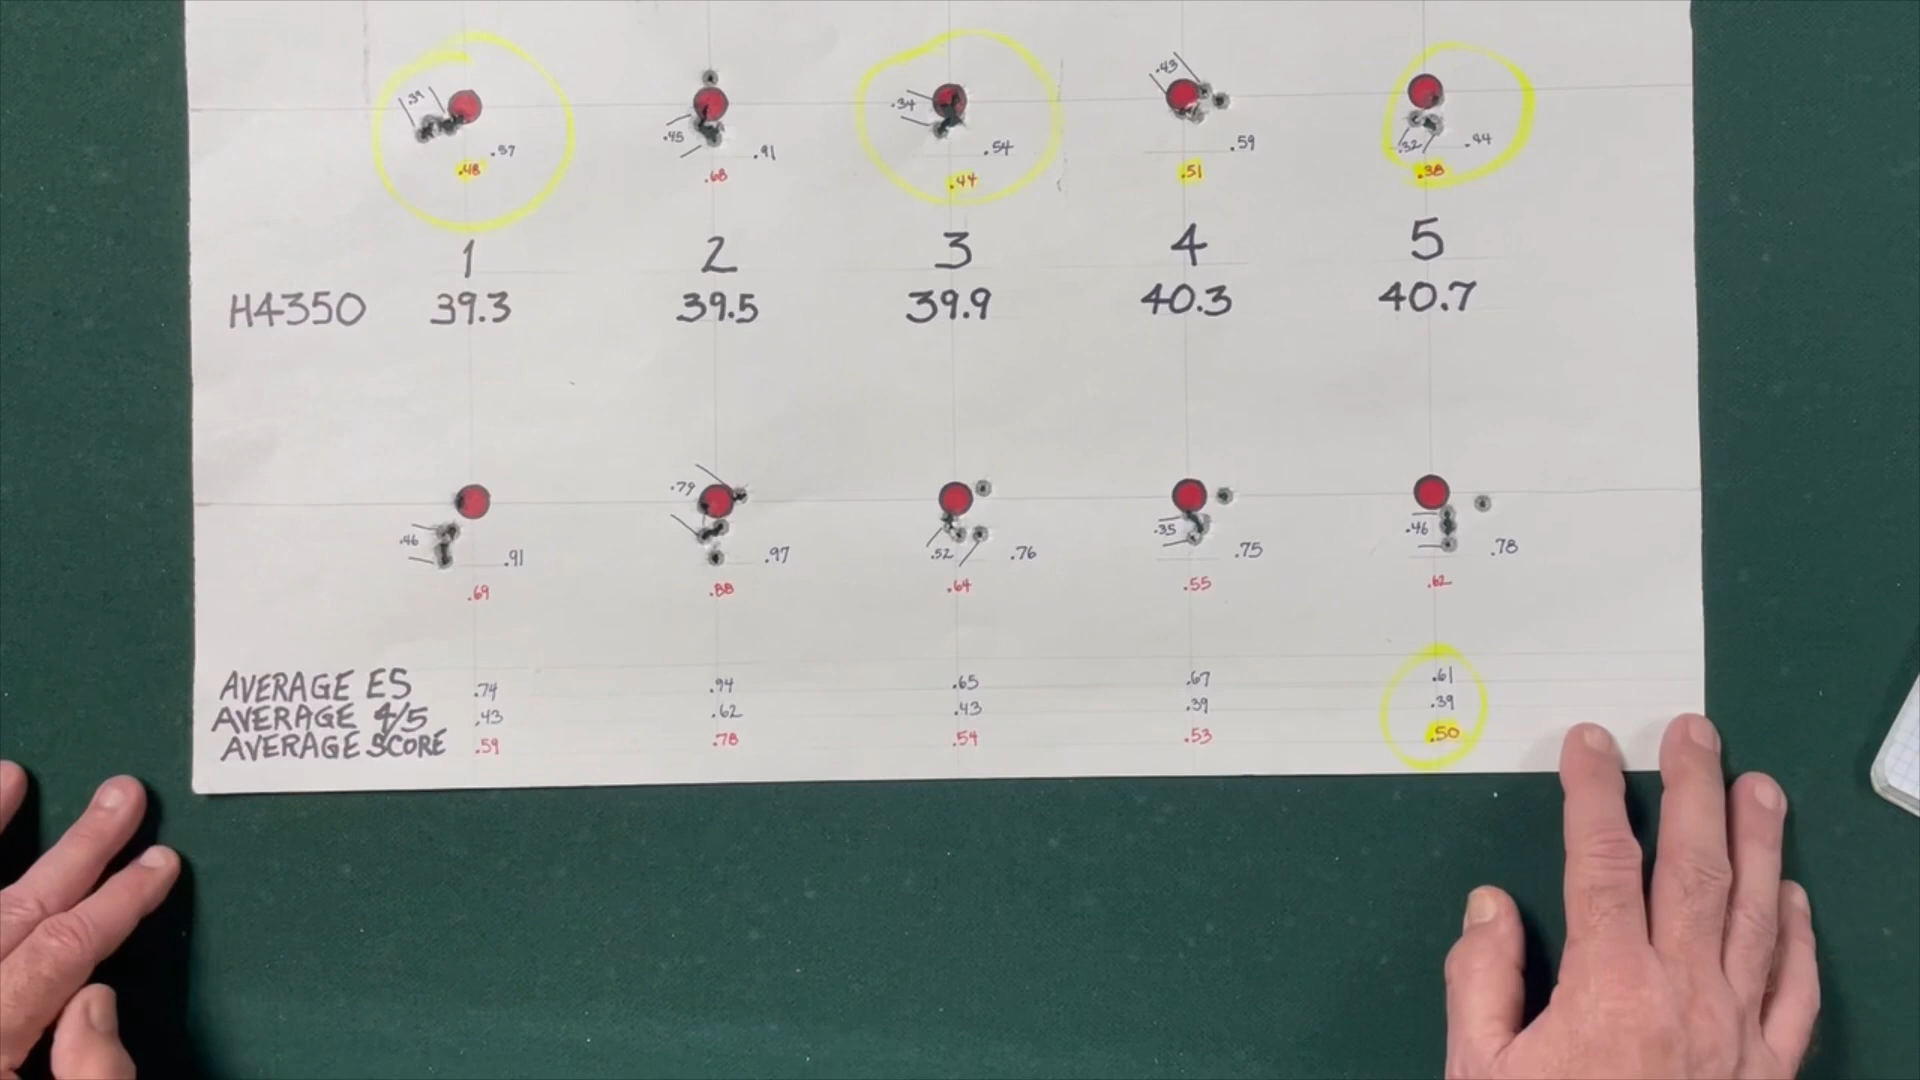 .39 .43
.34
.45 .32 .44
.57 .91 .54 .59
.48 .68 .44 .51 .38
1 2 3 4 5
H4350 39.3 39.5 39.9 40.3 40.7
.79
.46 .52 .35 .46
.91 .97 .76 .75 .78
.69 .88 .64 .55 .62
AVERAGE ES .74 .94 .65 .67 .61
AVERAGE 4/5 .43 .62 .43 .39 .39
AVERAGE SCORE .59 .78 .54 .53 .50